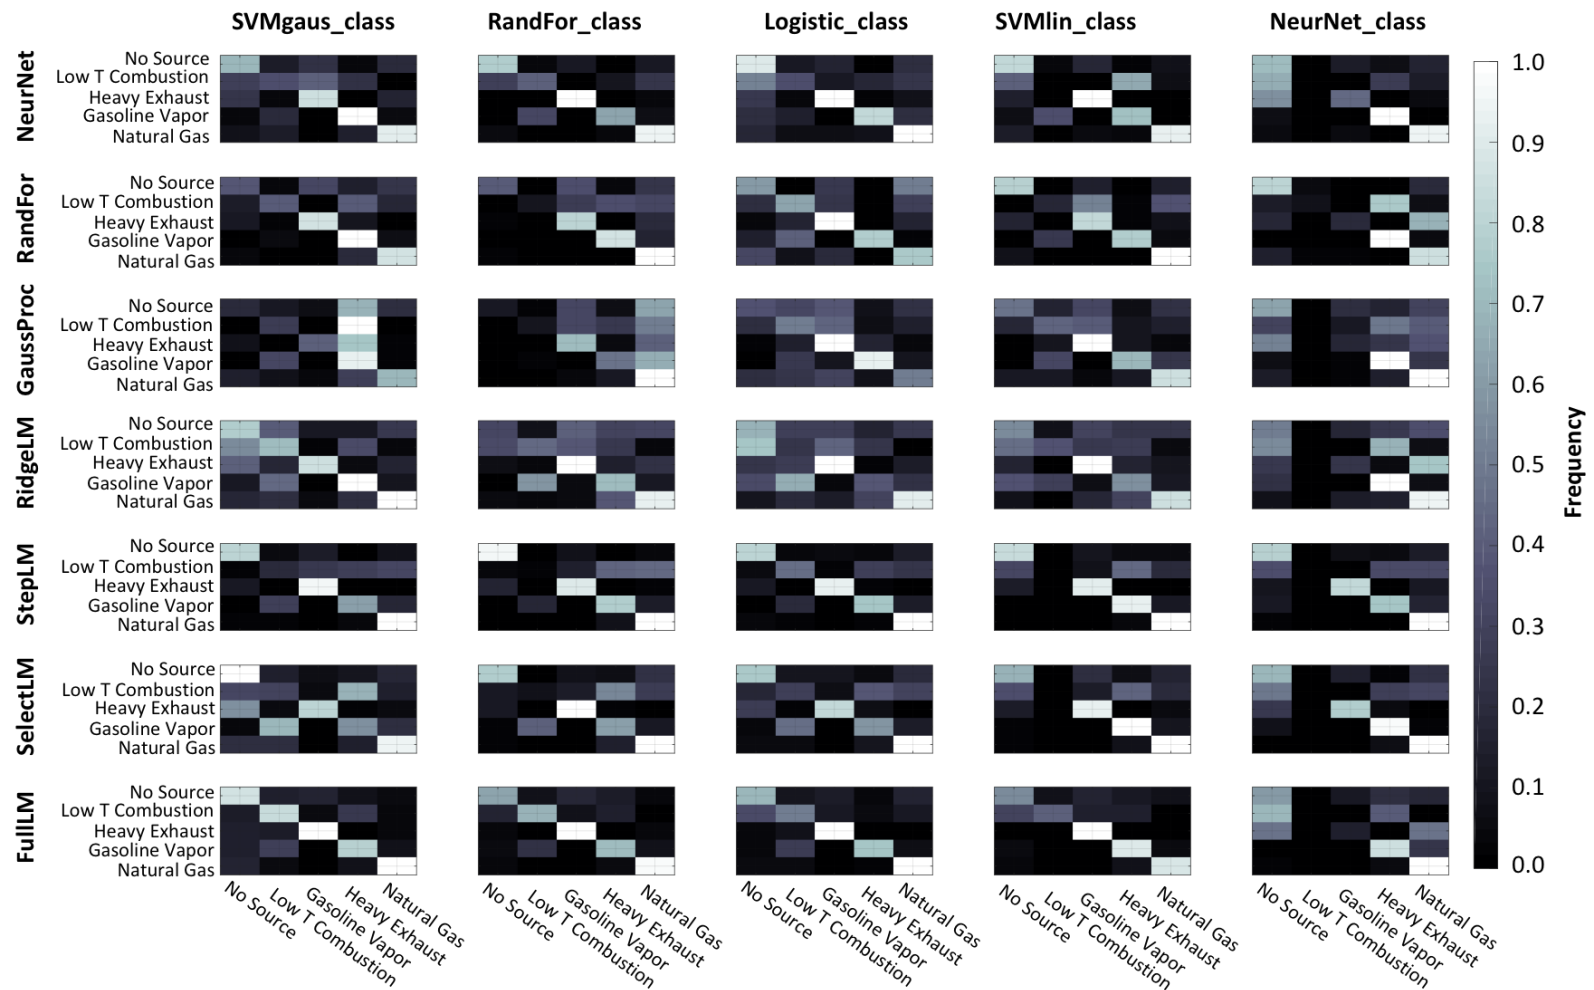 SVMgaus_class RandFor_class Logistic_class SVMlin_class NeurNet_class
NeurNet
No Source
Low T Combustion
Heavy Exhaust
Gasoline Vapor
Natural Gas
RandFor
No Source
Low T Combustion
Heavy Exhaust
Gasoline Vapor
Natural Gas
GaussProc
No Source
Low T Combustion
Heavy Exhaust
Gasoline Vapor
Natural Gas
RidgeLM
No Source
Low T Combustion
Heavy Exhaust
Gasoline Vapor
Natural Gas
StepLM
No Source
Low T Combustion
Heavy Exhaust
Gasoline Vapor
Natural Gas
SelectLM
No Source
Low T Combustion
Heavy Exhaust
Gasoline Vapor
Natural Gas
FullLM
No Source
Low T Combustion
Heavy Exhaust
Gasoline Vapor
Natural Gas
No Source
Low T Combustion
Gasoline Vapor
Heavy Exhaust
Natural Gas
No Source
Low T Combustion
Gasoline Vapor
Heavy Exhaust
Natural Gas
No Source
Low T Combustion
Gasoline Vapor
Heavy Exhaust
Natural Gas
No Source
Low T Combustion
Gasoline Vapor
Heavy Exhaust
Natural Gas
No Source
Low T Combustion
Gasoline Vapor
Heavy Exhaust
Natural Gas
1.0
0.9
0.8
0.7
0.6
0.5
0.4
0.3
0.2
0.1
0.0
Frequency